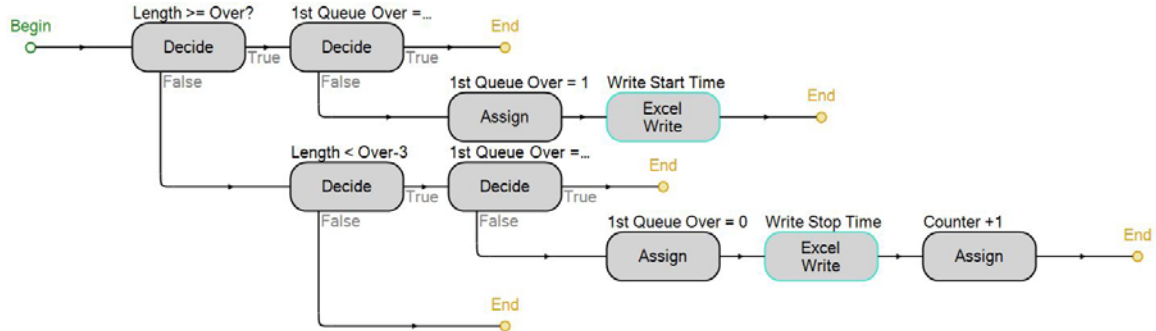 Length >= Over?
1st Queue Over =...
Begin
End
Decide
Decide
True
True
False
False
1st Queue Over = 1
Write Start Time
End
Assign
Excel
Write
Length < Over-3
1st Queue Over =...
End
Decide
Decide
True
True
False
False
1st Queue Over = 0
Write Stop Time
Counter +1
End
Assign
Excel
Write
Assign
End